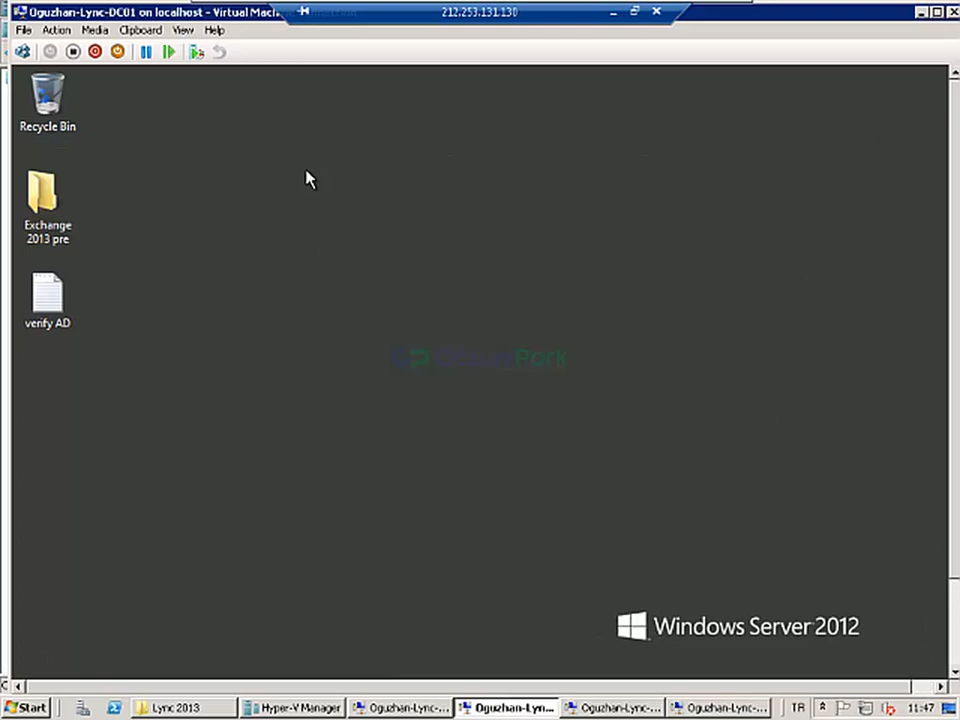 Oguzhan-Lync-DC01 on localhost - Virtual Mac
212.253.131.130
File Action Media Clipboard View Help
Recycle Bin
Exchange
2013 pre
verify AD
Park
Windows Server 2012
Start
Lync 2013
Hyper-V Manager
Oguzhan-Lync-...
Oguzhan-Lyn...
Oguzhan-Lync-...
Oguzhan-Lync-...
TR
11:47